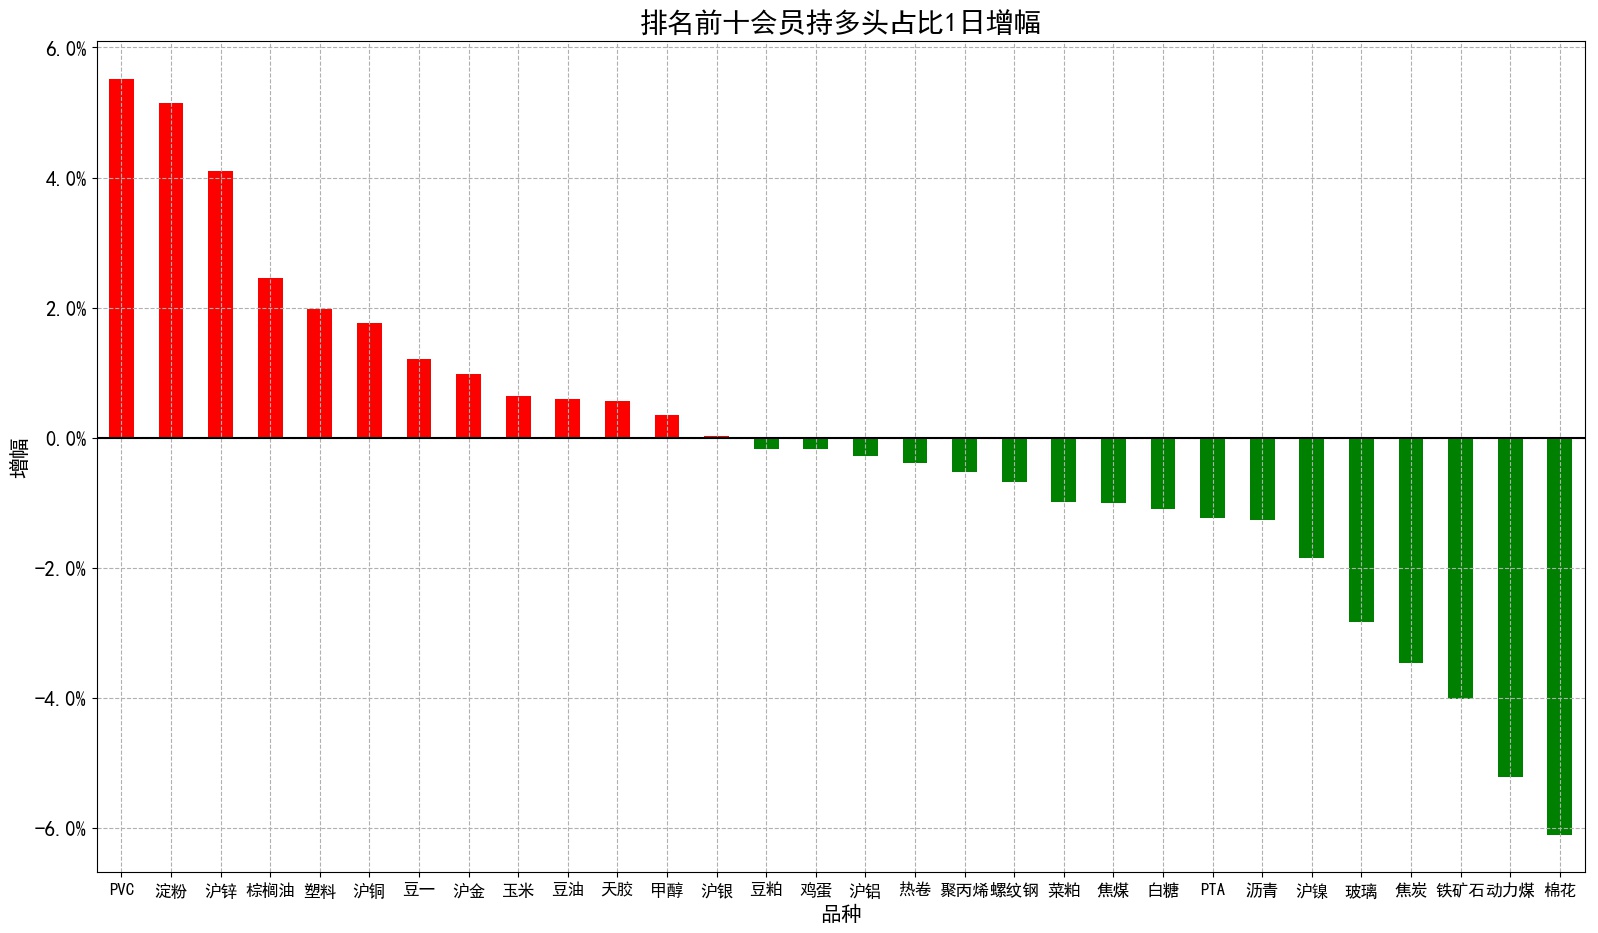 排名前十会员持多头占比1日增幅
6.0%
4.0%
2.0%
0.0%
-2.0%
-4.0%
-6.0%
增幅
PVC 淀粉 沪锌 棕榈油 塑料 沪铜 豆一 沪金 玉米 豆油 天胶 甲醇 沪银 豆粕 鸡蛋 沪铝 热卷 聚丙烯 螺纹钢 菜粕 焦煤 白糖 PTA 沥青 沪镍 玻璃 焦炭 铁矿石 动力煤 棉花
品种